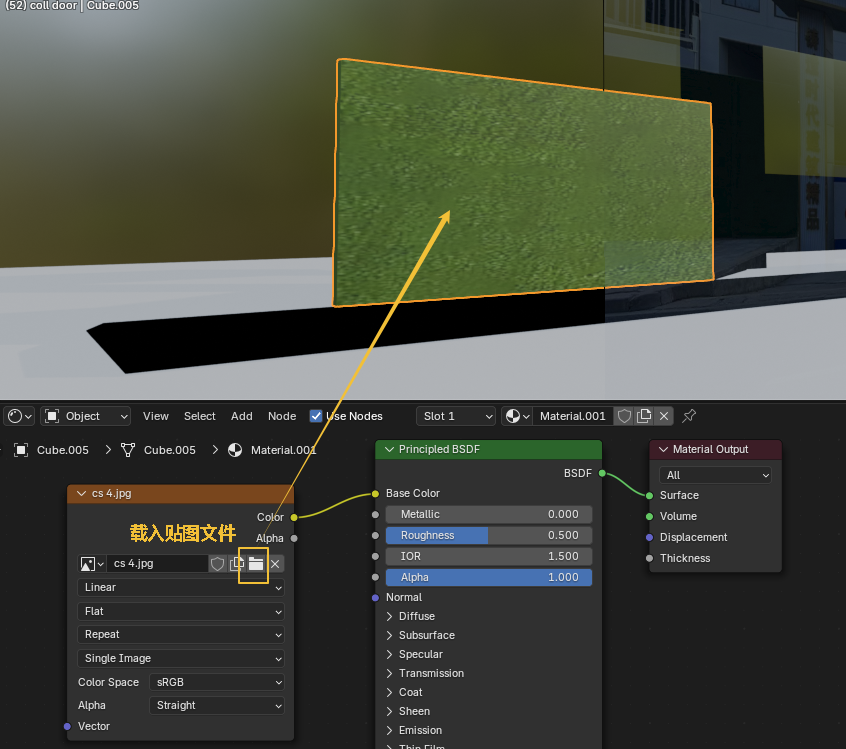 (52) coll door | Cube.005
Object View Select Add Node Use Nodes Slot 1 Material.001
Cube.005 Cube.005 Material.001
cs 4.jpg
Color
Alpha
载入贴图文件
cs 4.jpg
Linear
Flat
Repeat
Single Image
Color Space sRGB
Alpha Straight
Vector
Principled BSDF
BSDF
Base Color
Metallic 0.000
Roughness 0.500
IOR 1.500
Alpha 1.000
Normal
Diffuse
Subsurface
Specular
Transmission
Coat
Sheen
Emission
Thin Film
Material Output
All
Surface
Volume
Displacement
Thickness